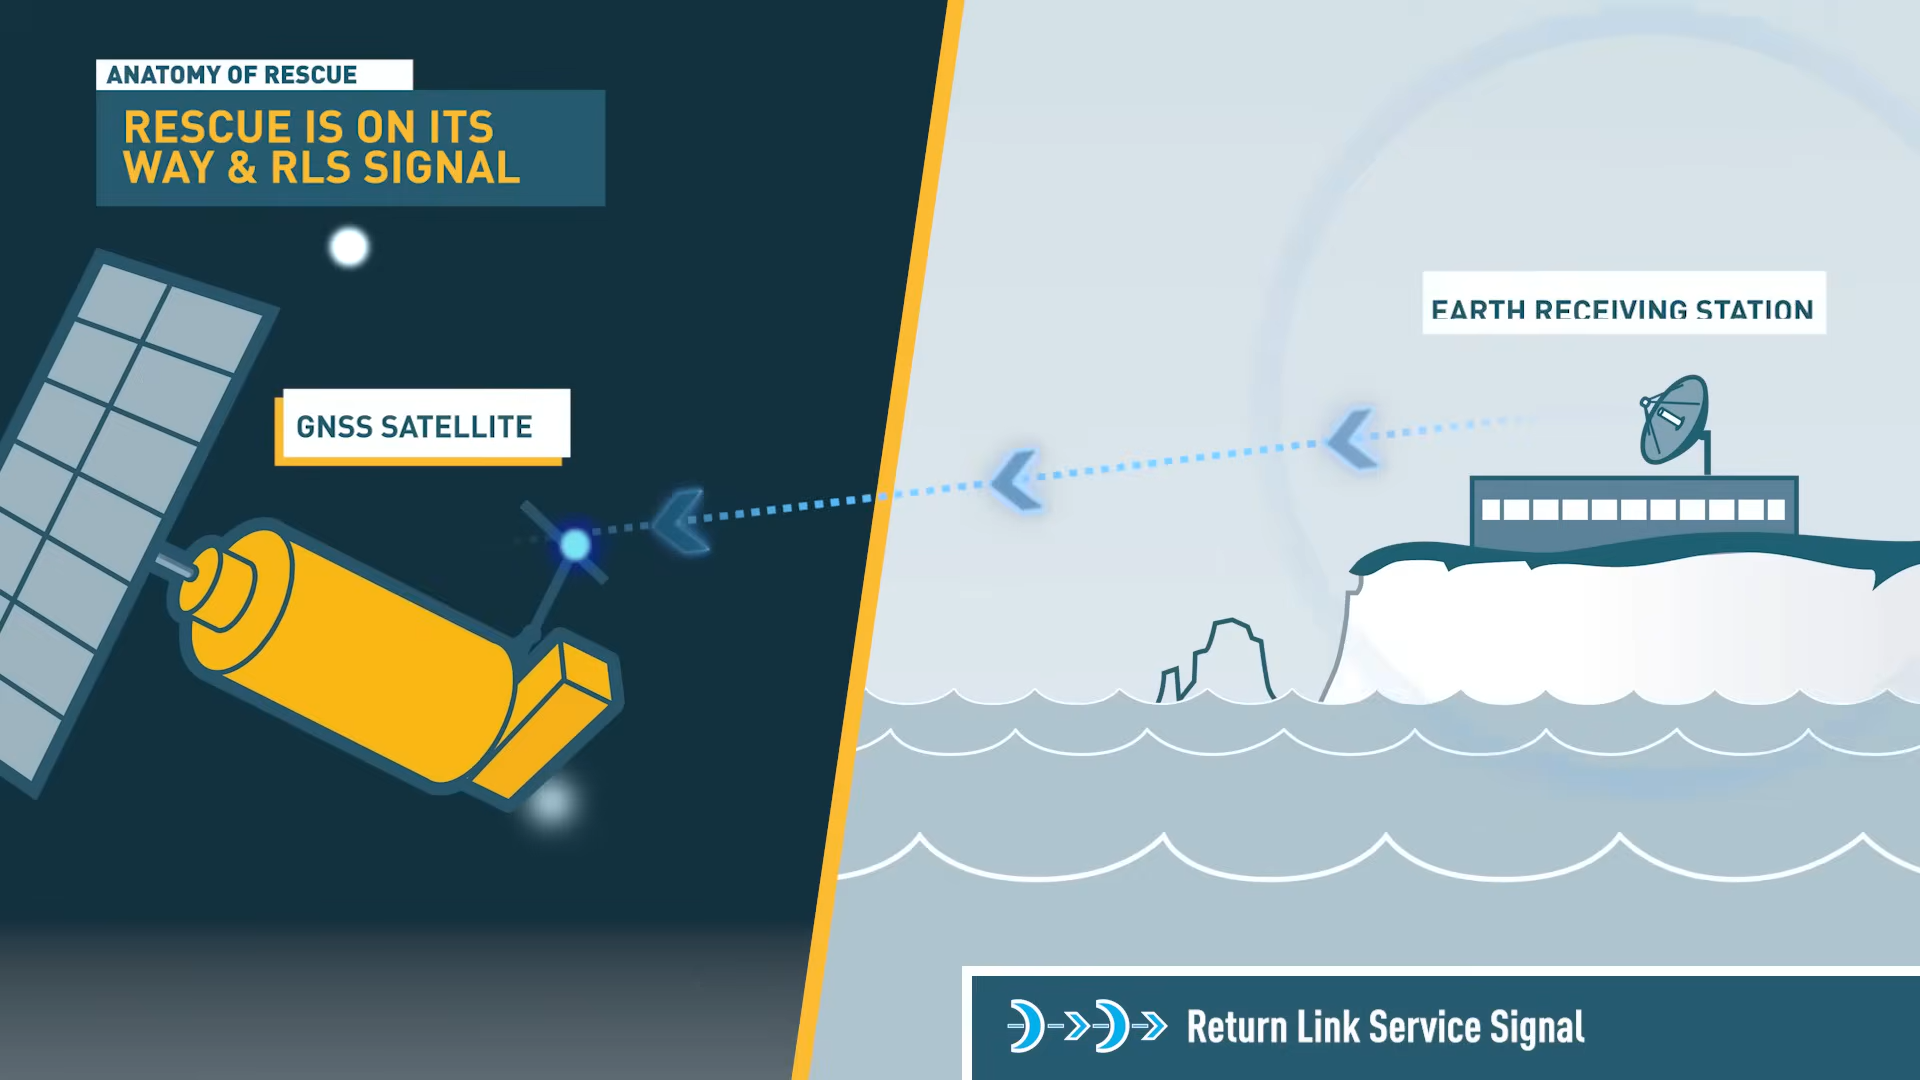 ANATOMY OF RESCUE
RESCUE IS ON ITS
WAY & RLS SIGNAL
GNSS SATELLITE
EARTH RECEIVING STATION
Return Link Service Signal